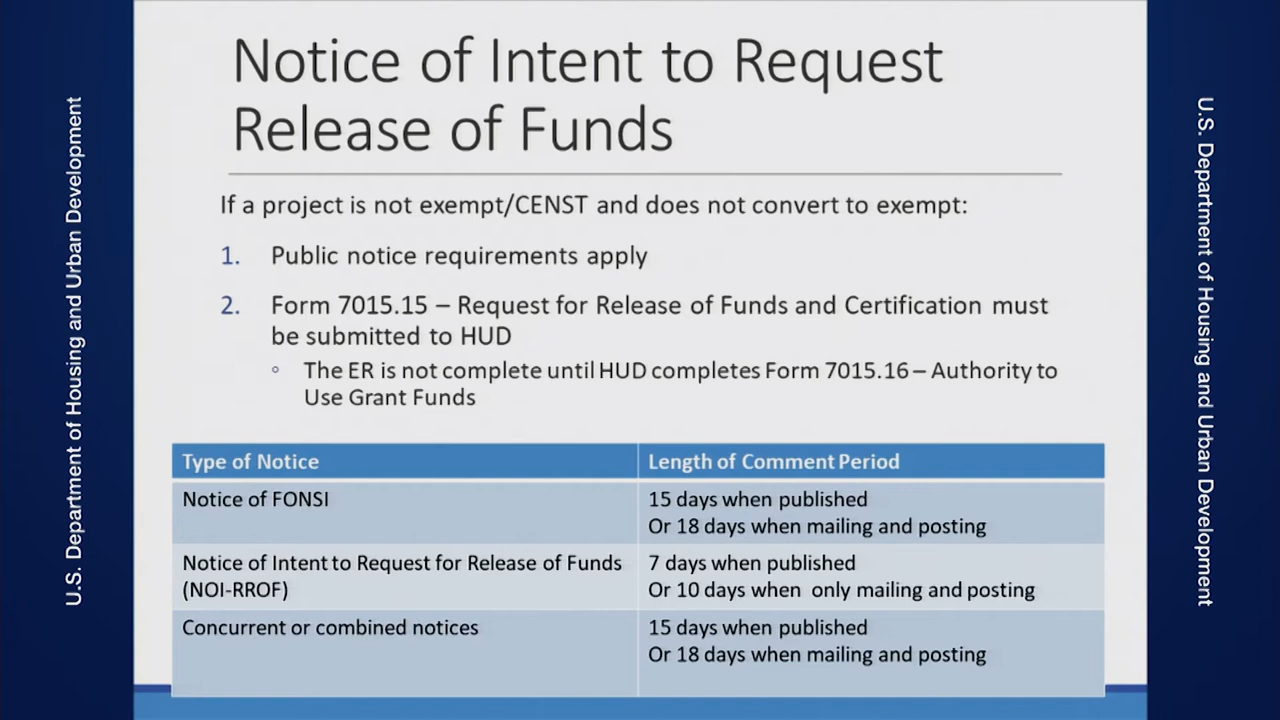 Notice of Intent to Request
Release of Funds
If a project is not exempt/CENST and does not convert to exempt:
1. Public notice requirements apply
2. Form 7015.15 – Request for Release of Funds and Certification must
be submitted to HUD
◦ The ER is not complete until HUD completes Form 7015.16 – Authority to
Use Grant Funds
Type of Notice
Length of Comment Period
Notice of FONSI
15 days when published
Or 18 days when mailing and posting
Notice of Intent to Request for Release of Funds
(NOI-RROF)
7 days when published
Or 10 days when only mailing and posting
Concurrent or combined notices
15 days when published
Or 18 days when mailing and posting
U.S. Department of Housing and Urban Development
U.S. Department of Housing and Urban Development